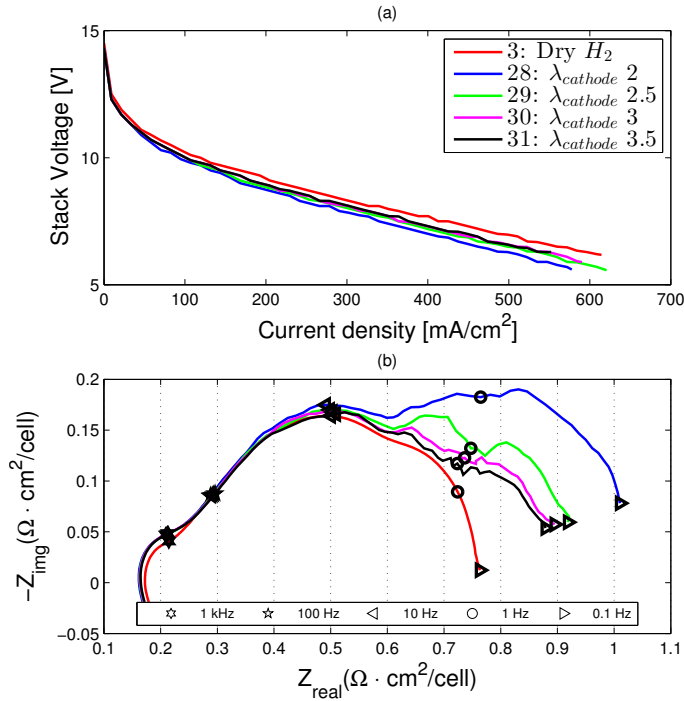 (a)
Stack Voltage [V]
15
10
5
3: Dry H₂
28: λcathode 2
29: λcathode 2.5
30: λcathode 3
31: λcathode 3.5
0 100 200 300 400 500 600 700
Current density [mA/cm²]
(b)
-Zimg(Ω · cm²/cell)
0.2
0.15
0.1
0.05
0
-0.05
1 kHz 100 Hz 10 Hz 1 Hz 0.1 Hz
0.1 0.2 0.3 0.4 0.5 0.6 0.7 0.8 0.9 1 1.1
Zreal(Ω · cm²/cell)